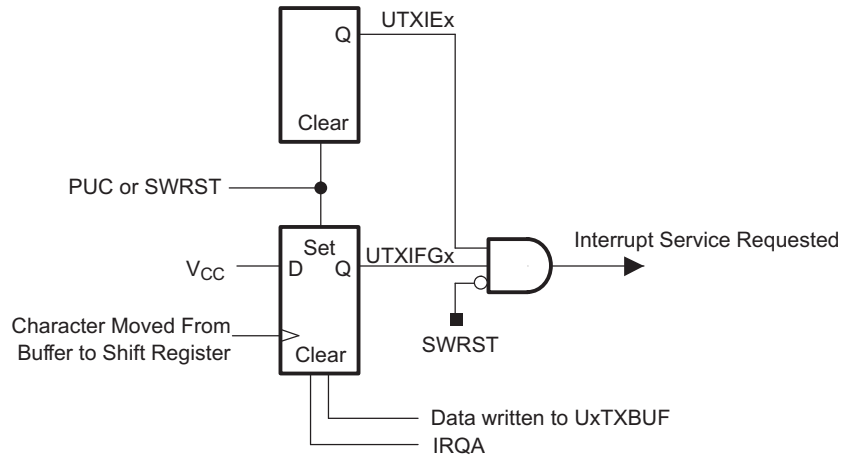 UTXIEx
Q
Clear
PUC or SWRST
Set
UTXIFGx
Interrupt Service Requested
VCC
D
Q
Character Moved From
Buffer to Shift Register
SWRST
Clear
Data written to UxTXBUF
IRQA